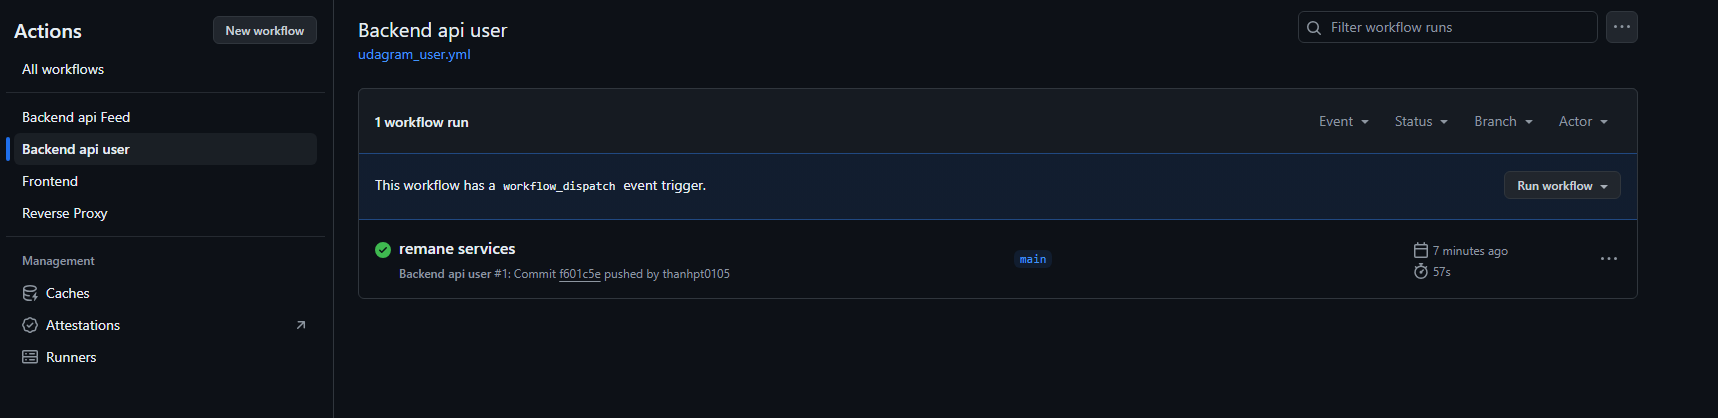 Actions
New workflow
All workflows
Backend api Feed
Backend api user
Frontend
Reverse Proxy
Management
Caches
Attestations
Runners
Backend api user
udagram_user.yml
Filter workflow runs
1 workflow run
Event
Status
Branch
Actor
This workflow has a workflow_dispatch event trigger.
Run workflow
remane services
Backend api user #1: Commit f601c5e pushed by thanhpt0105
main
7 minutes ago
57s